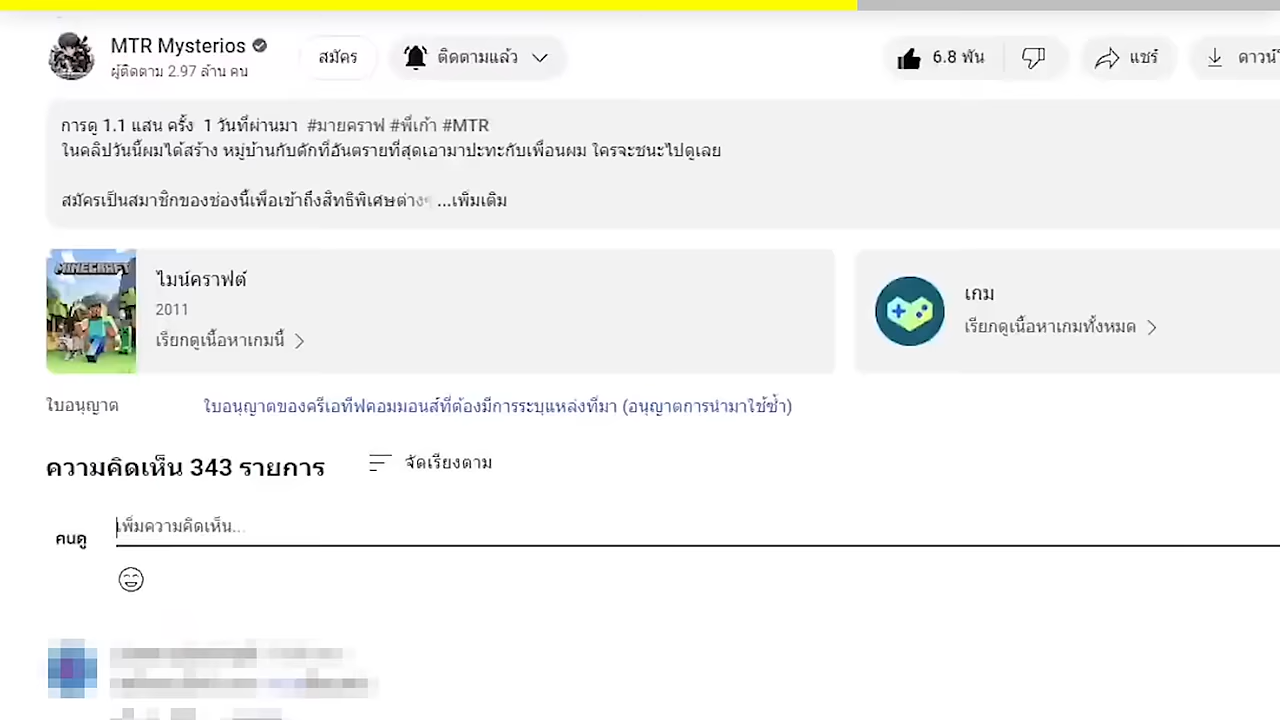 MTR Mysterios
ผู้ติดตาม 2.97 ล้าน คน
สมัคร
ติดตามแล้ว
6.8 พัน
แชร์
การดู 1.1 แสน ครั้ง 1 วันที่ผ่านมา #มายคราฟ #พี่เก้า #MTR
ในคลิปวันนี้ผมได้สร้าง หมู่บ้านกับดักที่อันตรายที่สุดเอามาปะทะกับเพื่อนผม ใครจะชนะไปดูเลย
สมัครเป็นสมาชิกของช่องนี้เพื่อเข้าถึงสิทธิพิเศษต่างๆ ...เพิ่มเติม
MINECRAFT
ไมน์คราฟต์
2011
เรียกดูเนื้อหาเกมนี้
เกม
เรียกดูเนื้อหาเกมทั้งหมด
ใบอนุญาต
ใบอนุญาตของครีเอทีฟคอมมอนส์ที่ต้องมีการระบุแหล่งที่มา (อนุญาตการนำมาใช้ซ้ำ)
ความคิดเห็น 343 รายการ
จัดเรียงตาม
คนดู
เพิ่มความคิดเห็น...